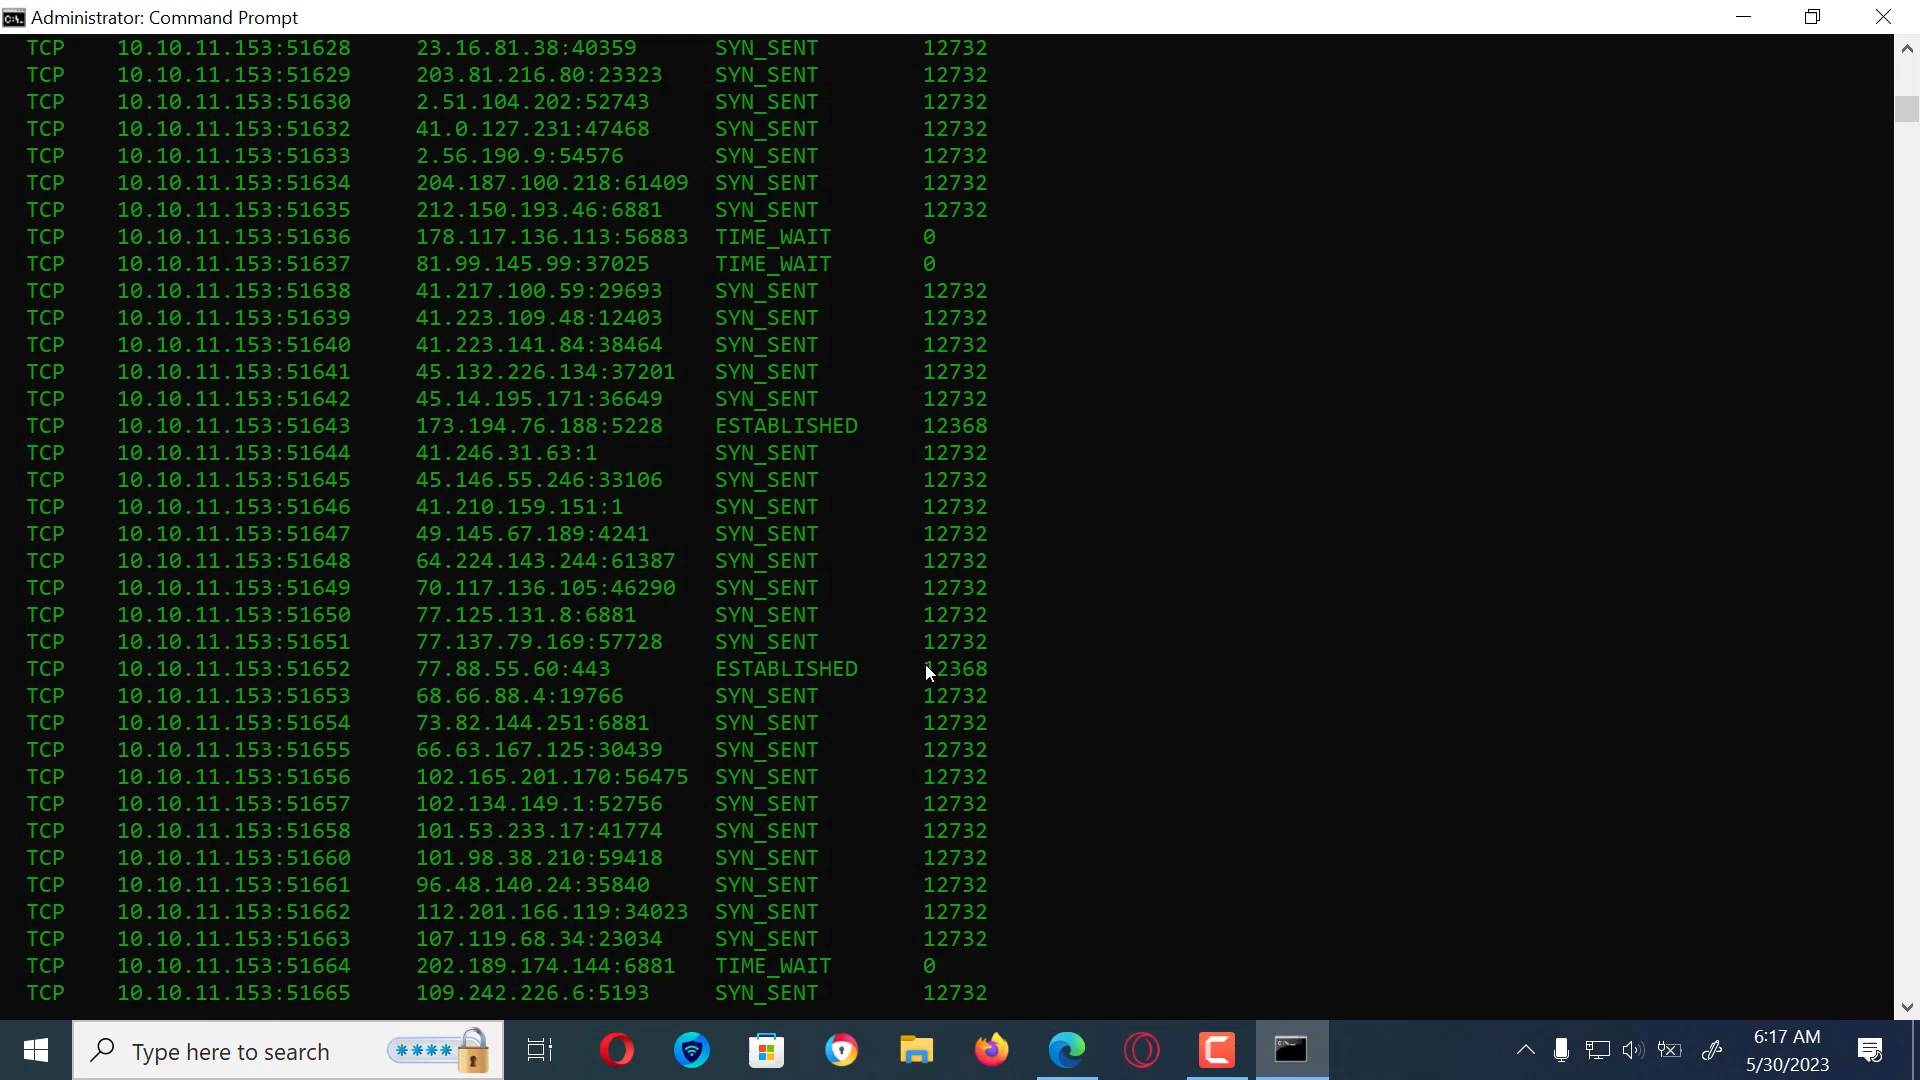 Administrator: Command Prompt
TCP 10.10.11.153:51628 23.16.81.38:40359 SYN_SENT 12732
TCP 10.10.11.153:51629 203.81.216.80:23323 SYN_SENT 12732
TCP 10.10.11.153:51630 2.51.104.202:52743 SYN_SENT 12732
TCP 10.10.11.153:51632 41.0.127.231:47468 SYN_SENT 12732
TCP 10.10.11.153:51633 2.56.190.9:54576 SYN_SENT 12732
TCP 10.10.11.153:51634 204.187.100.218:61409 SYN_SENT 12732
TCP 10.10.11.153:51635 212.150.193.46:6881 SYN_SENT 12732
TCP 10.10.11.153:51636 178.117.136.113:56883 TIME_WAIT 0
TCP 10.10.11.153:51637 81.99.145.99:37025 TIME_WAIT 0
TCP 10.10.11.153:51638 41.217.100.59:29693 SYN_SENT 12732
TCP 10.10.11.153:51639 41.223.109.48:12403 SYN_SENT 12732
TCP 10.10.11.153:51640 41.223.141.84:38464 SYN_SENT 12732
TCP 10.10.11.153:51641 45.132.226.134:37201 SYN_SENT 12732
TCP 10.10.11.153:51642 45.14.195.171:36649 SYN_SENT 12732
TCP 10.10.11.153:51643 173.194.76.188:5228 ESTABLISHED 12368
TCP 10.10.11.153:51644 41.246.31.63:1 SYN_SENT 12732
TCP 10.10.11.153:51645 45.146.55.246:33106 SYN_SENT 12732
TCP 10.10.11.153:51646 41.210.159.151:1 SYN_SENT 12732
TCP 10.10.11.153:51647 49.145.67.189:4241 SYN_SENT 12732
TCP 10.10.11.153:51648 64.224.143.244:61387 SYN_SENT 12732
TCP 10.10.11.153:51649 70.117.136.105:46290 SYN_SENT 12732
TCP 10.10.11.153:51650 77.125.131.8:6881 SYN_SENT 12732
TCP 10.10.11.153:51651 77.137.79.169:57728 SYN_SENT 12732
TCP 10.10.11.153:51652 77.88.55.60:443 ESTABLISHED 12368
TCP 10.10.11.153:51653 68.66.88.4:19766 SYN_SENT 12732
TCP 10.10.11.153:51654 73.82.144.251:6881 SYN_SENT 12732
TCP 10.10.11.153:51655 66.63.167.125:30439 SYN_SENT 12732
TCP 10.10.11.153:51656 102.165.201.170:56475 SYN_SENT 12732
TCP 10.10.11.153:51657 102.134.149.1:52756 SYN_SENT 12732
TCP 10.10.11.153:51658 101.53.233.17:41774 SYN_SENT 12732
TCP 10.10.11.153:51660 101.98.38.210:59418 SYN_SENT 12732
TCP 10.10.11.153:51661 96.48.140.24:35840 SYN_SENT 12732
TCP 10.10.11.153:51662 112.201.166.119:34023 SYN_SENT 12732
TCP 10.10.11.153:51663 107.119.68.34:23034 SYN_SENT 12732
TCP 10.10.11.153:51664 202.189.174.144:6881 TIME_WAIT 0
TCP 10.10.11.153:51665 109.242.226.6:5193 SYN_SENT 12732
Type here to search
****
6:17 AM
5/30/2023